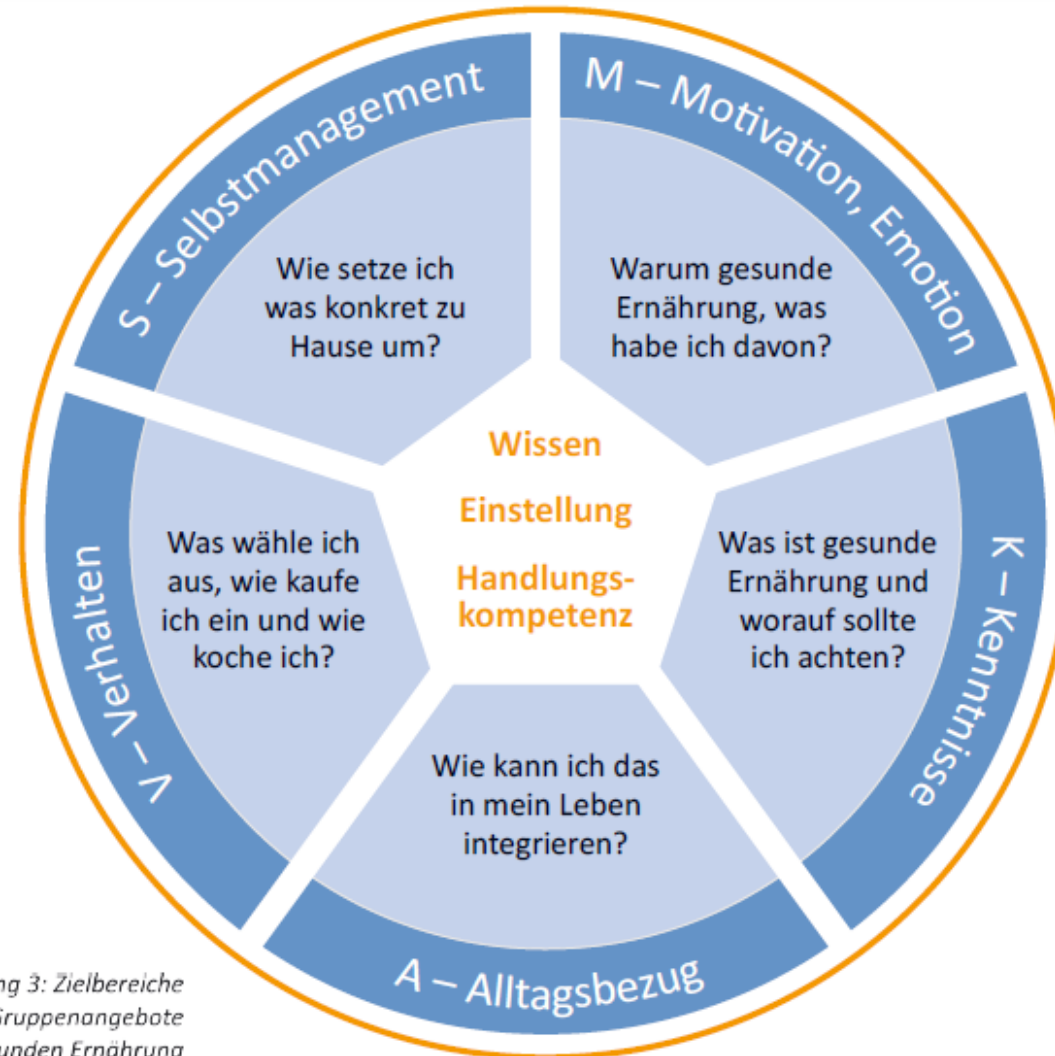 S – Selbstmanagement
M – Motivation, Emotion
Wie setze ich
was konkret zu
Hause um?
Warum gesunde
Ernährung, was
habe ich davon?
Wissen
Einstellung
Handlungs-
kompetenz
V – Verhalten
Was wähle ich
aus, wie kaufe
ich ein und wie
koche ich?
Was ist gesunde
Ernährung und
worauf sollte
ich achten?
K – Kenntnisse
Wie kann ich das
in mein Leben
integrieren?
A – Alltagsbezug
3: Zielbereiche
Gruppenangebote
Ernährung